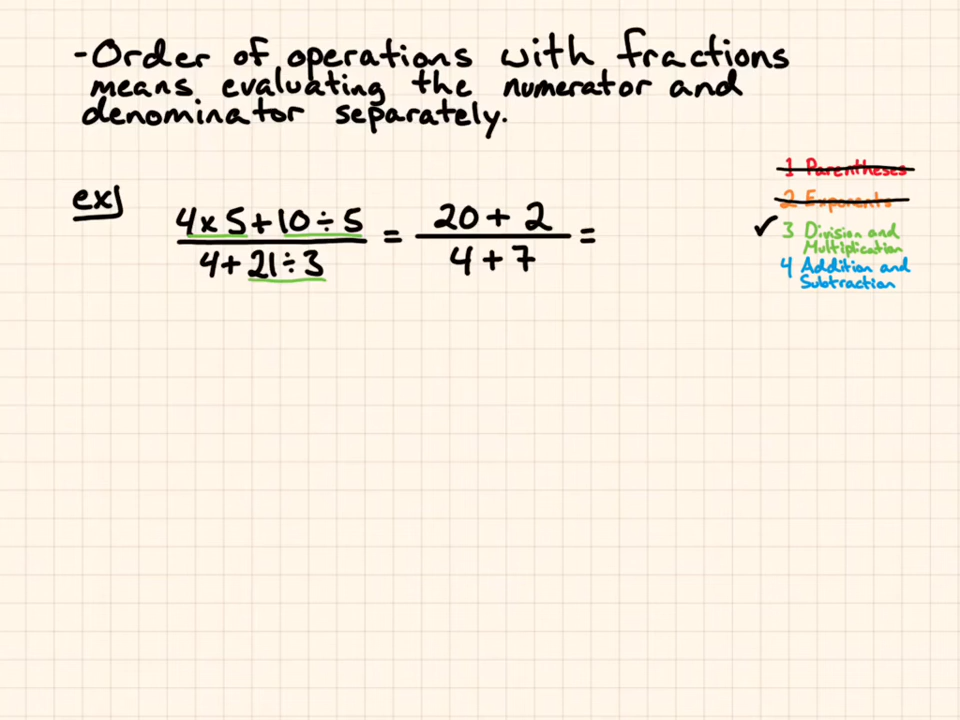 -Order of operations with fractions
means evaluating the numerator and
denominator separately.
1 Parentheses
2 Exponents
3 Division and
Multiplication
4 Addition and
Subtraction
ex)
4x5+10÷5 = 20+2 =
4+21÷3 4+7